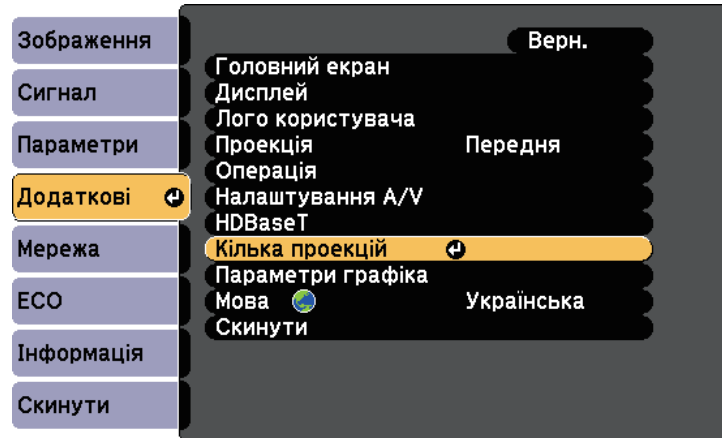 Зображення
Сигнал
Параметри
Додаткові
Мережа
ECO
Інформація
Скинути
Верн.
Головний екран
Дисплей
Лого користувача
Проекція Передня
Операція
Налаштування A/V
HDBaseT
Кілька проекцій
Параметри графіка
Мова Українська
Скинути